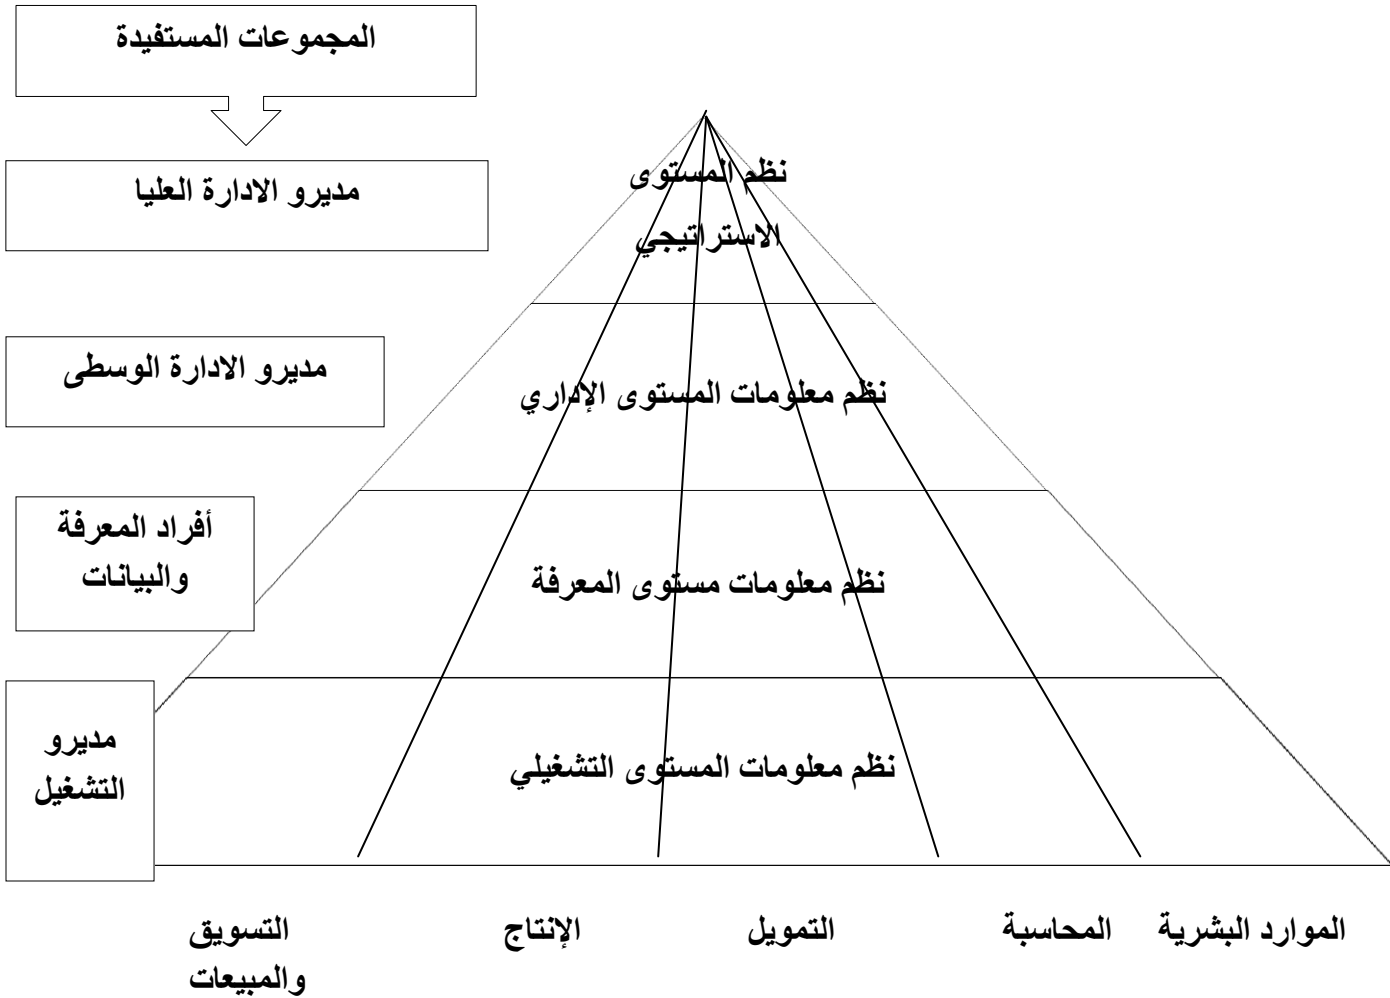 المجموعات المستفيدة
مديرو الادارة العليا
نظم المستوى
الاستراتيجي
مديرو الادارة الوسطى
نظم معلومات المستوى الإداري
أفراد المعرفة
والبيانات
نظم معلومات مستوى المعرفة
مديرو
التشغيل
نظم معلومات المستوى التشغيلي
الموارد البشرية
المحاسبة
التمويل
الإنتاج
التسويق
والمبيعات